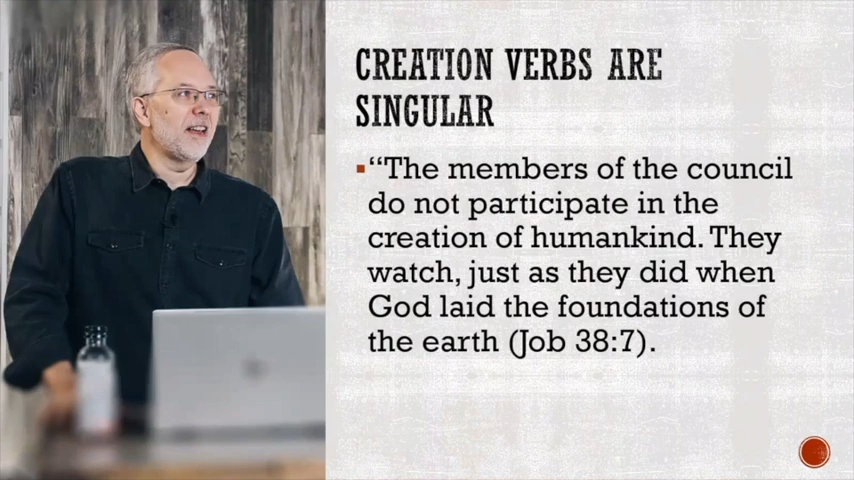 CREATION VERBS ARE
SINGULAR
“The members of the council
do not participate in the
creation of humankind. They
watch, just as they did when
God laid the foundations of
the earth (Job 38:7).